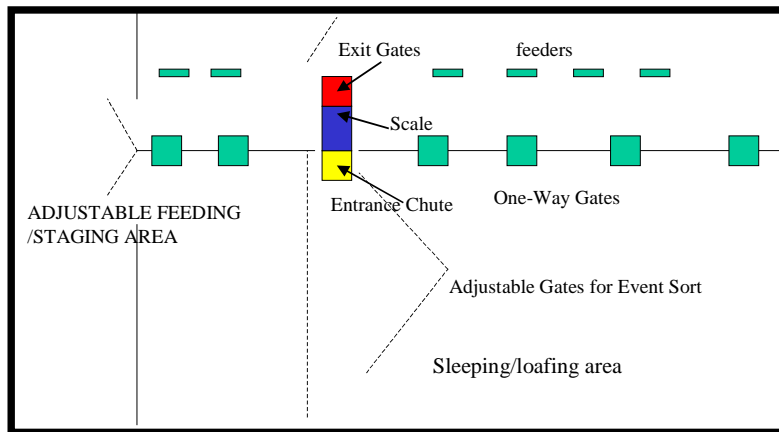 Exit Gates
feeders
Scale
Entrance Chute
One-Way Gates
ADJUSTABLE FEEDING
/STAGING AREA
Adjustable Gates for Event Sort
Sleeping/loafing area